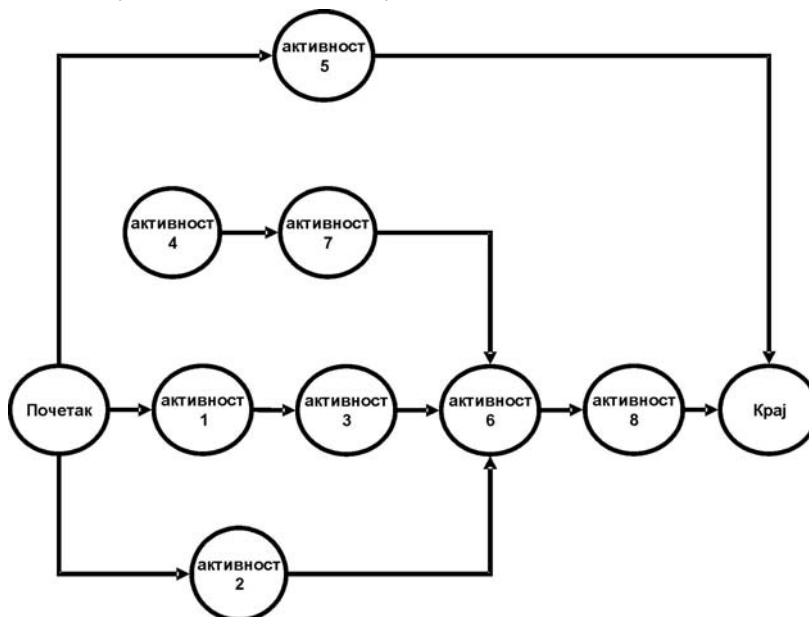 активност
5
активност
4
активност
7
Почетак
активност
1
активност
3
активност
6
активност
8
Крај
активност
2